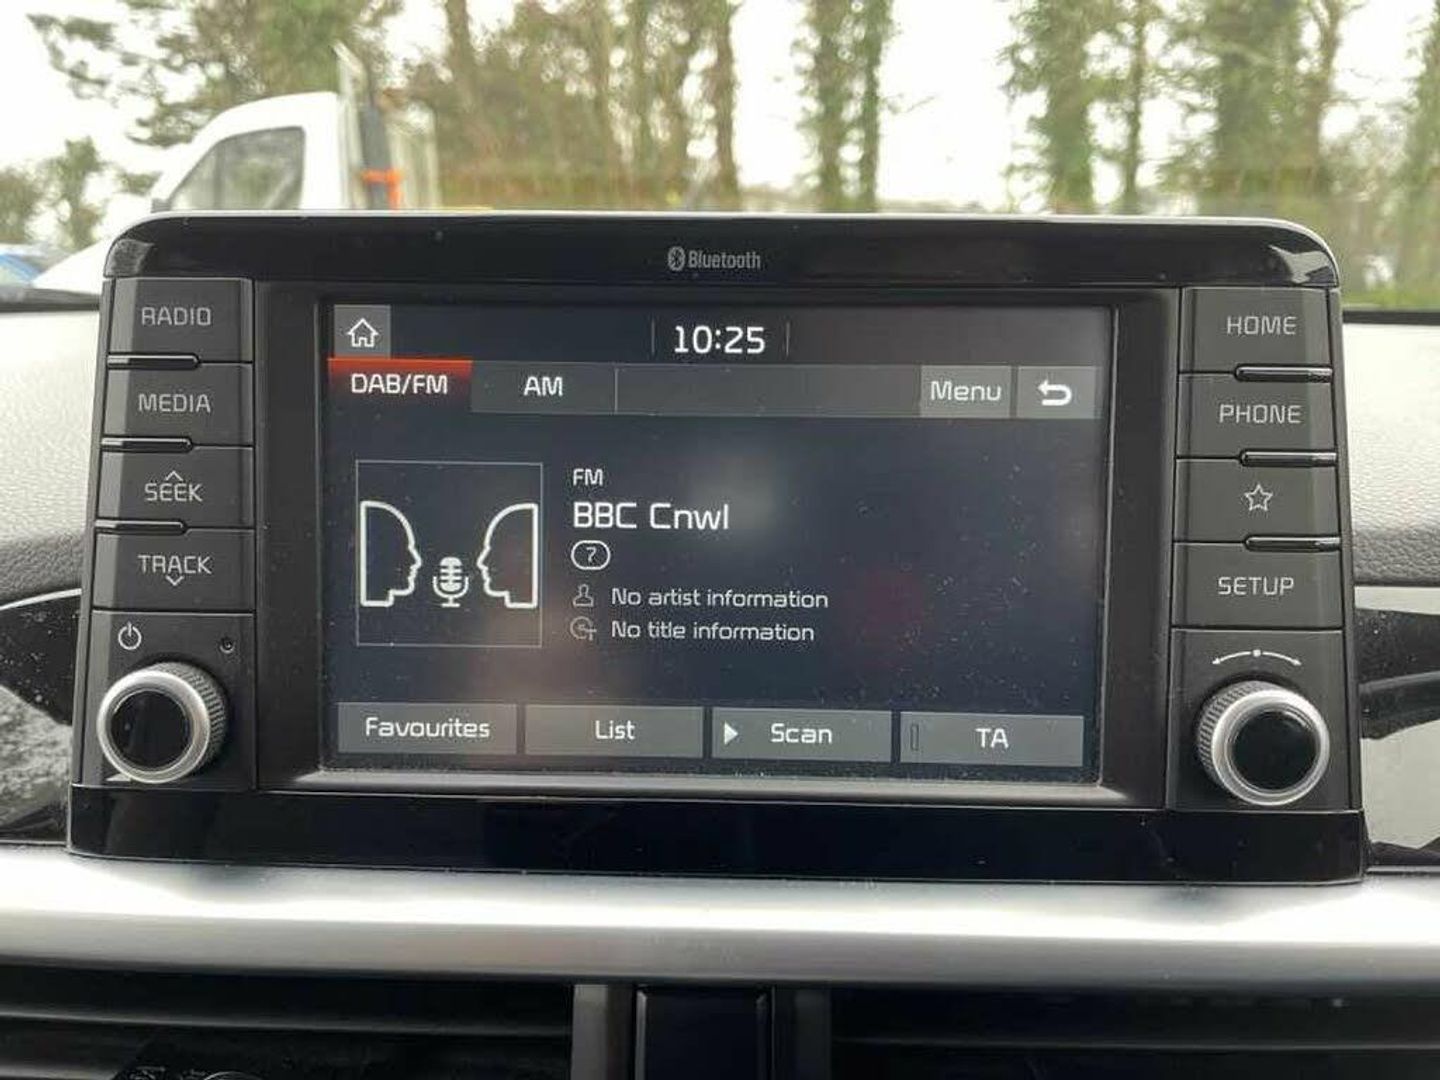 Bluetooth
RADIO
MEDIA
SEEK
TRACK
10:25
DAB/FM
AM
Menu
FM
BBC Cnwl
7
No artist information
No title information
Favourites
List
Scan
TA
HOME
PHONE
SETUP